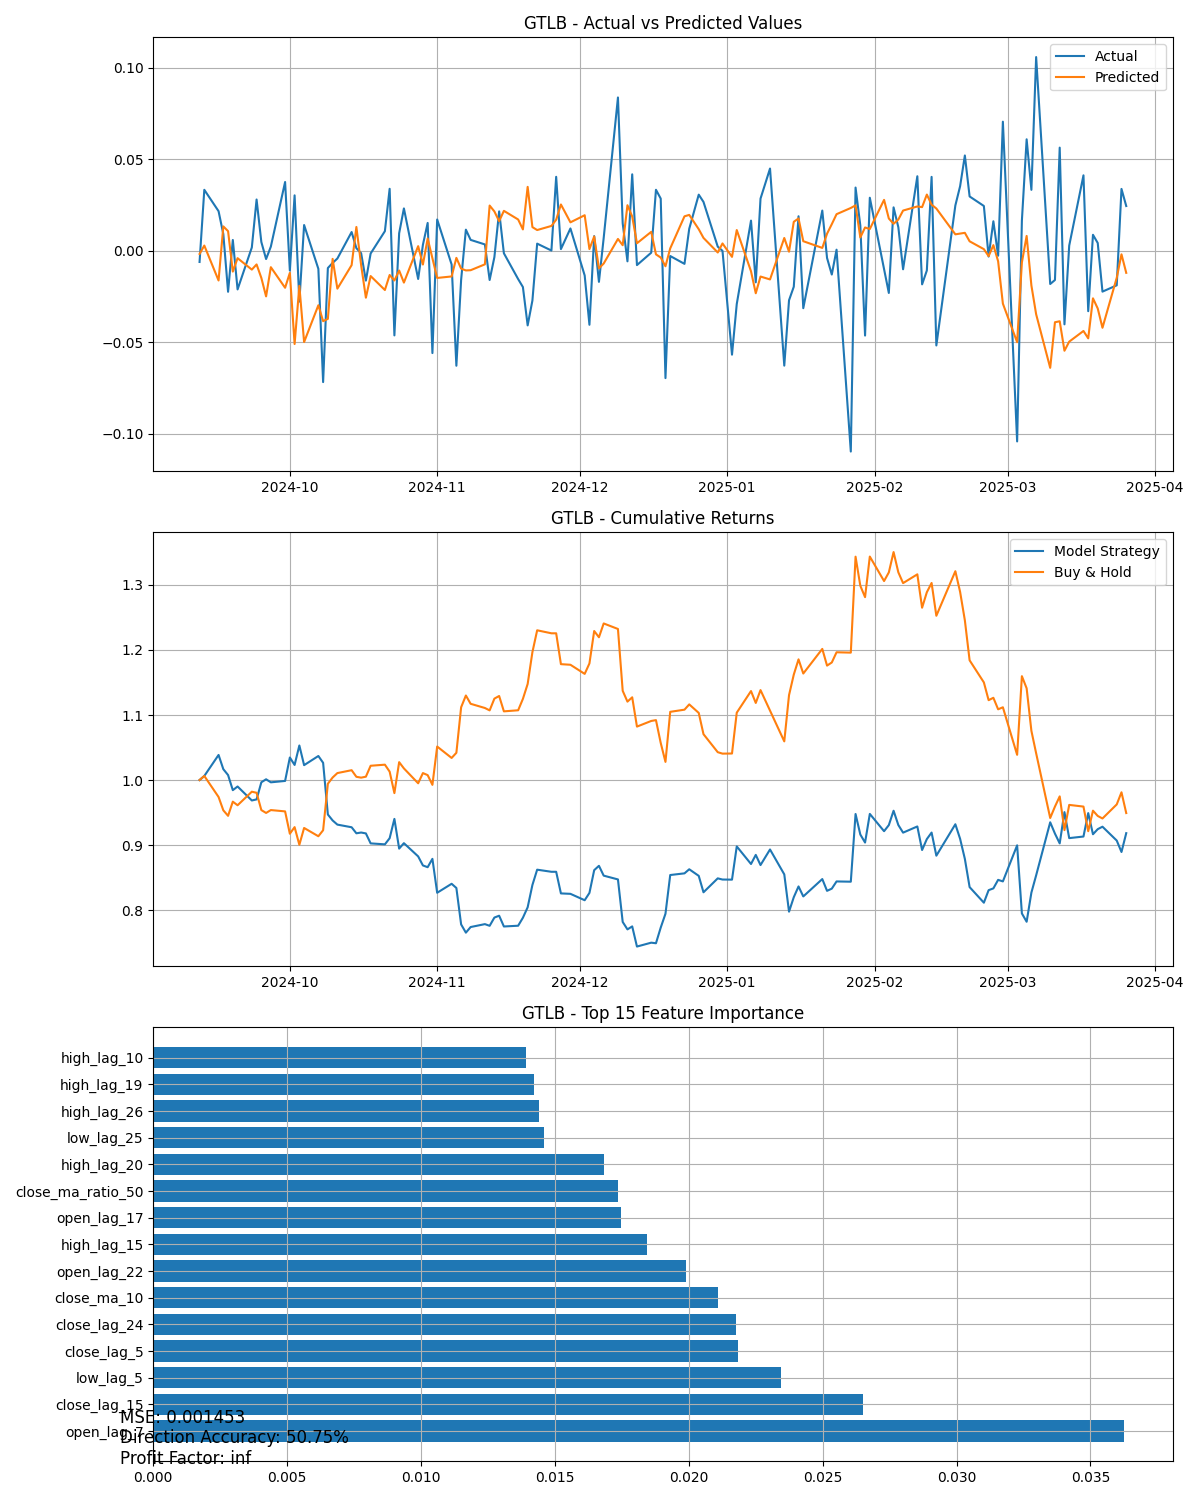 GTLB - Actual vs Predicted Values
Actual
Predicted
0.10
0.05
0.00
−0.05
−0.10
2024-10 2024-11 2024-12 2025-01 2025-02 2025-03 2025-04
GTLB - Cumulative Returns
Model Strategy
Buy & Hold
1.3
1.2
1.1
1.0
0.9
0.8
2024-10 2024-11 2024-12 2025-01 2025-02 2025-03 2025-04
GTLB - Top 15 Feature Importance
high_lag_10
high_lag_19
high_lag_26
low_lag_25
high_lag_20
close_ma_ratio_50
open_lag_17
high_lag_15
open_lag_22
close_ma_10
close_lag_24
close_lag_5
low_lag_5
close_lag_15
MSE: 0.001453
open_lag_7
Direction Accuracy: 50.75%
Profit Factor: inf
0.000 0.005 0.010 0.015 0.020 0.025 0.030 0.035